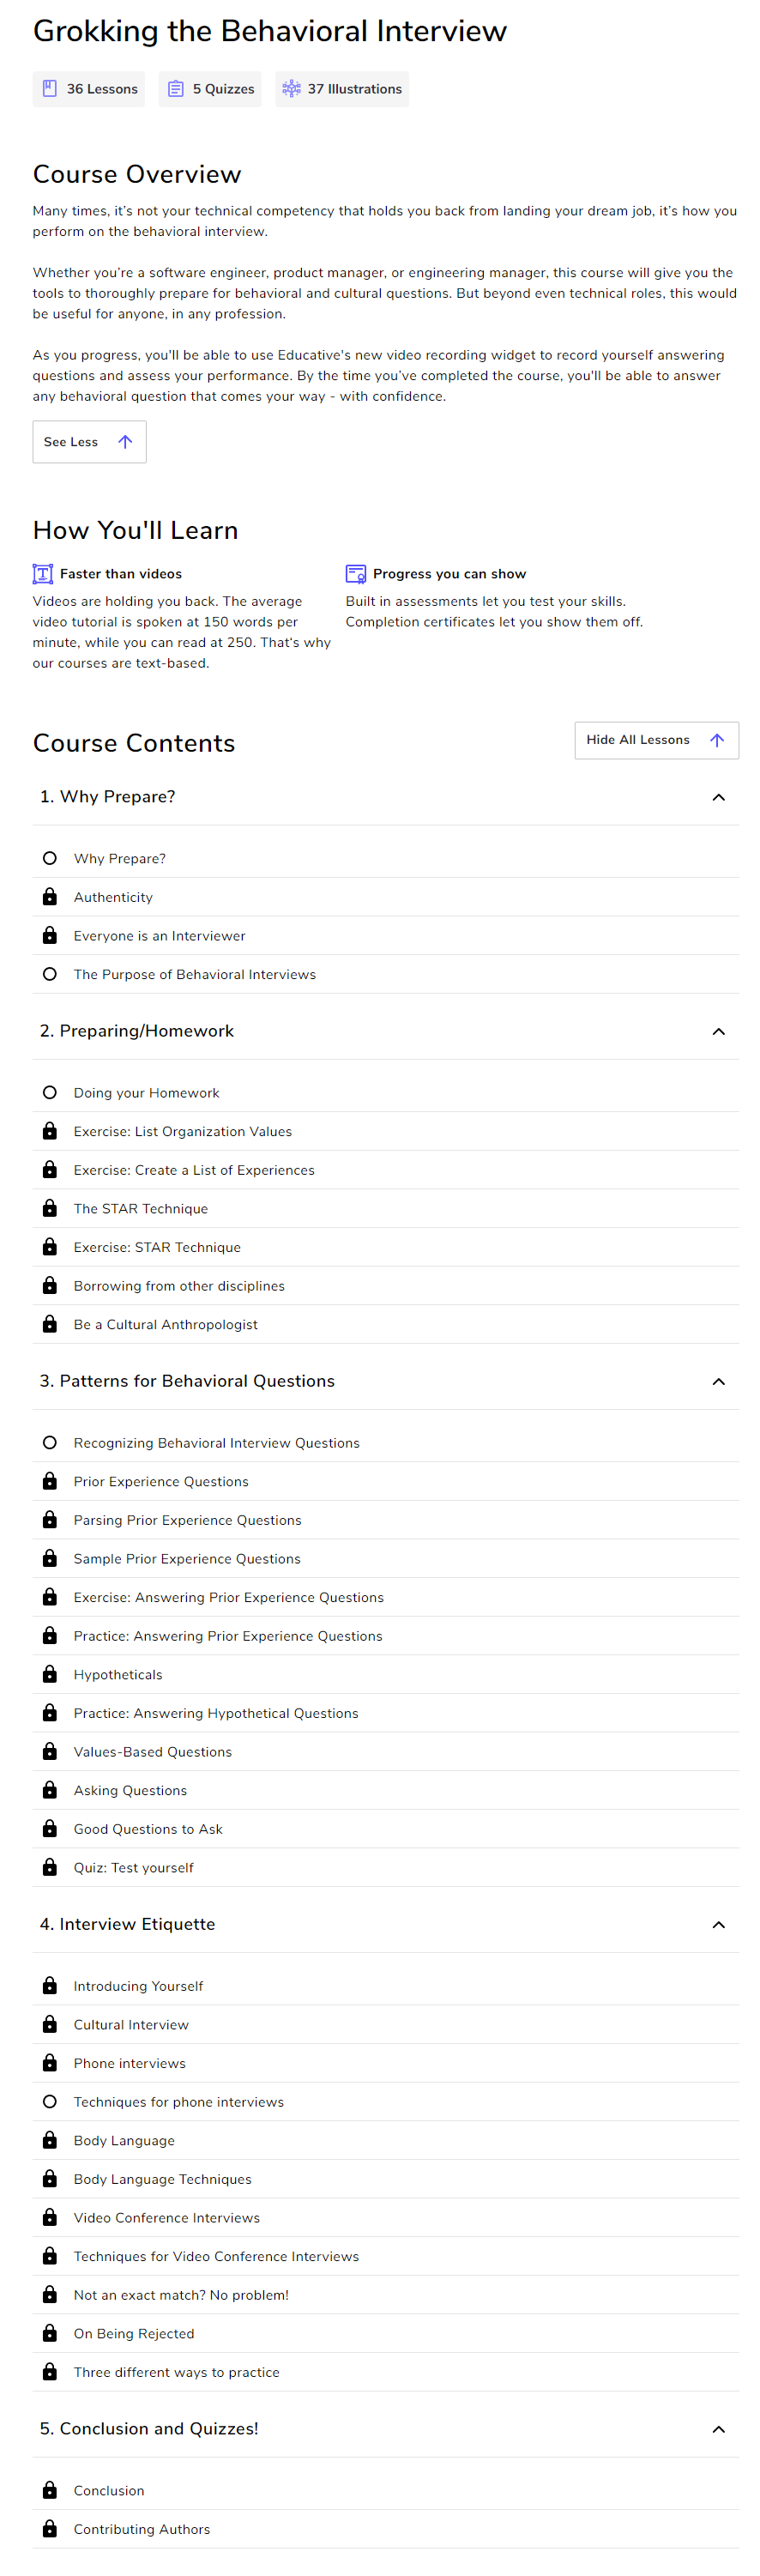 Grokking the Behavioral Interview
36 Lessons
5 Quizzes
37 Illustrations
Course Overview
Many times, it’s not your technical competency that holds you back from landing your dream job, it’s how you
perform on the behavioral interview.
Whether you’re a software engineer, product manager, or engineering manager, this course will give you the
tools to thoroughly prepare for behavioral and cultural questions. But beyond even technical roles, this would
be useful for anyone, in any profession.
As you progress, you'll be able to use Educative's new video recording widget to record yourself answering
questions and assess your performance. By the time you’ve completed the course, you'll be able to answer
any behavioral question that comes your way - with confidence.
See Less
How You'll Learn
Faster than videos
Videos are holding you back. The average
video tutorial is spoken at 150 words per
minute, while you can read at 250. That‘s why
our courses are text-based.
Progress you can show
Built in assessments let you test your skills.
Completion certificates let you show them off.
Course Contents
Hide All Lessons
1. Why Prepare?
Why Prepare?
Authenticity
Everyone is an Interviewer
The Purpose of Behavioral Interviews
2. Preparing/Homework
Doing your Homework
Exercise: List Organization Values
Exercise: Create a List of Experiences
The STAR Technique
Exercise: STAR Technique
Borrowing from other disciplines
Be a Cultural Anthropologist
3. Patterns for Behavioral Questions
Recognizing Behavioral Interview Questions
Prior Experience Questions
Parsing Prior Experience Questions
Sample Prior Experience Questions
Exercise: Answering Prior Experience Questions
Practice: Answering Prior Experience Questions
Hypotheticals
Practice: Answering Hypothetical Questions
Values-Based Questions
Asking Questions
Good Questions to Ask
Quiz: Test yourself
4. Interview Etiquette
Introducing Yourself
Cultural Interview
Phone interviews
Techniques for phone interviews
Body Language
Body Language Techniques
Video Conference Interviews
Techniques for Video Conference Interviews
Not an exact match? No problem!
On Being Rejected
Three different ways to practice
5. Conclusion and Quizzes!
Conclusion
Contributing Authors